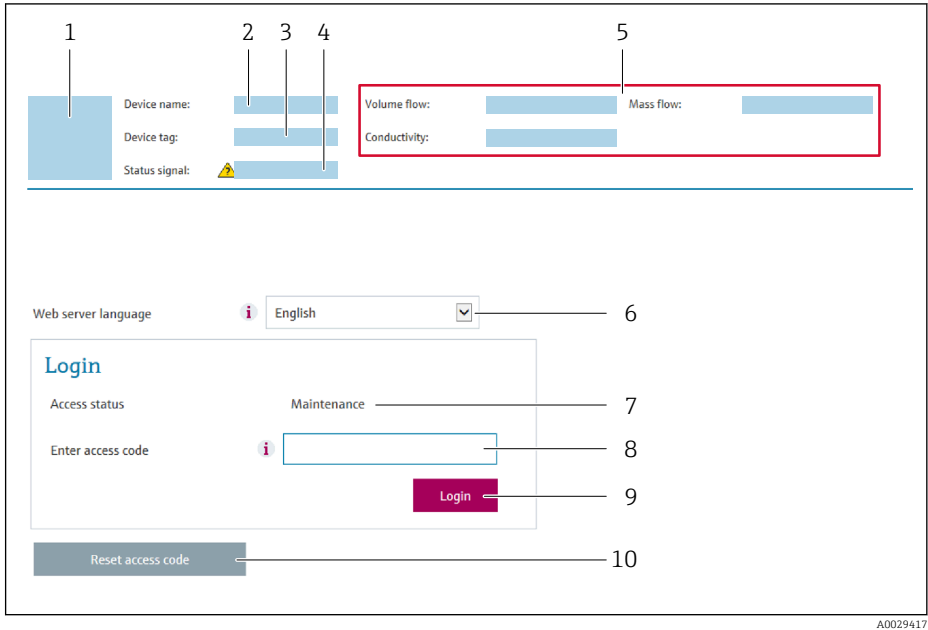 1 2 3 4 5
Device name: Volume flow: Mass flow:
Device tag: Conductivity:
Status signal: ?
Web server language i English 6
Login
Access status Maintenance 7
Enter access code i 8
Login 9
Reset access code 10
A0029417